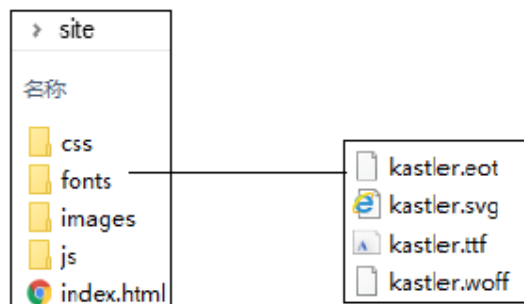 site
名称
css
fonts
images
js
index.html
kastler.eot
kastler.svg
kastler.ttf
kastler.woff